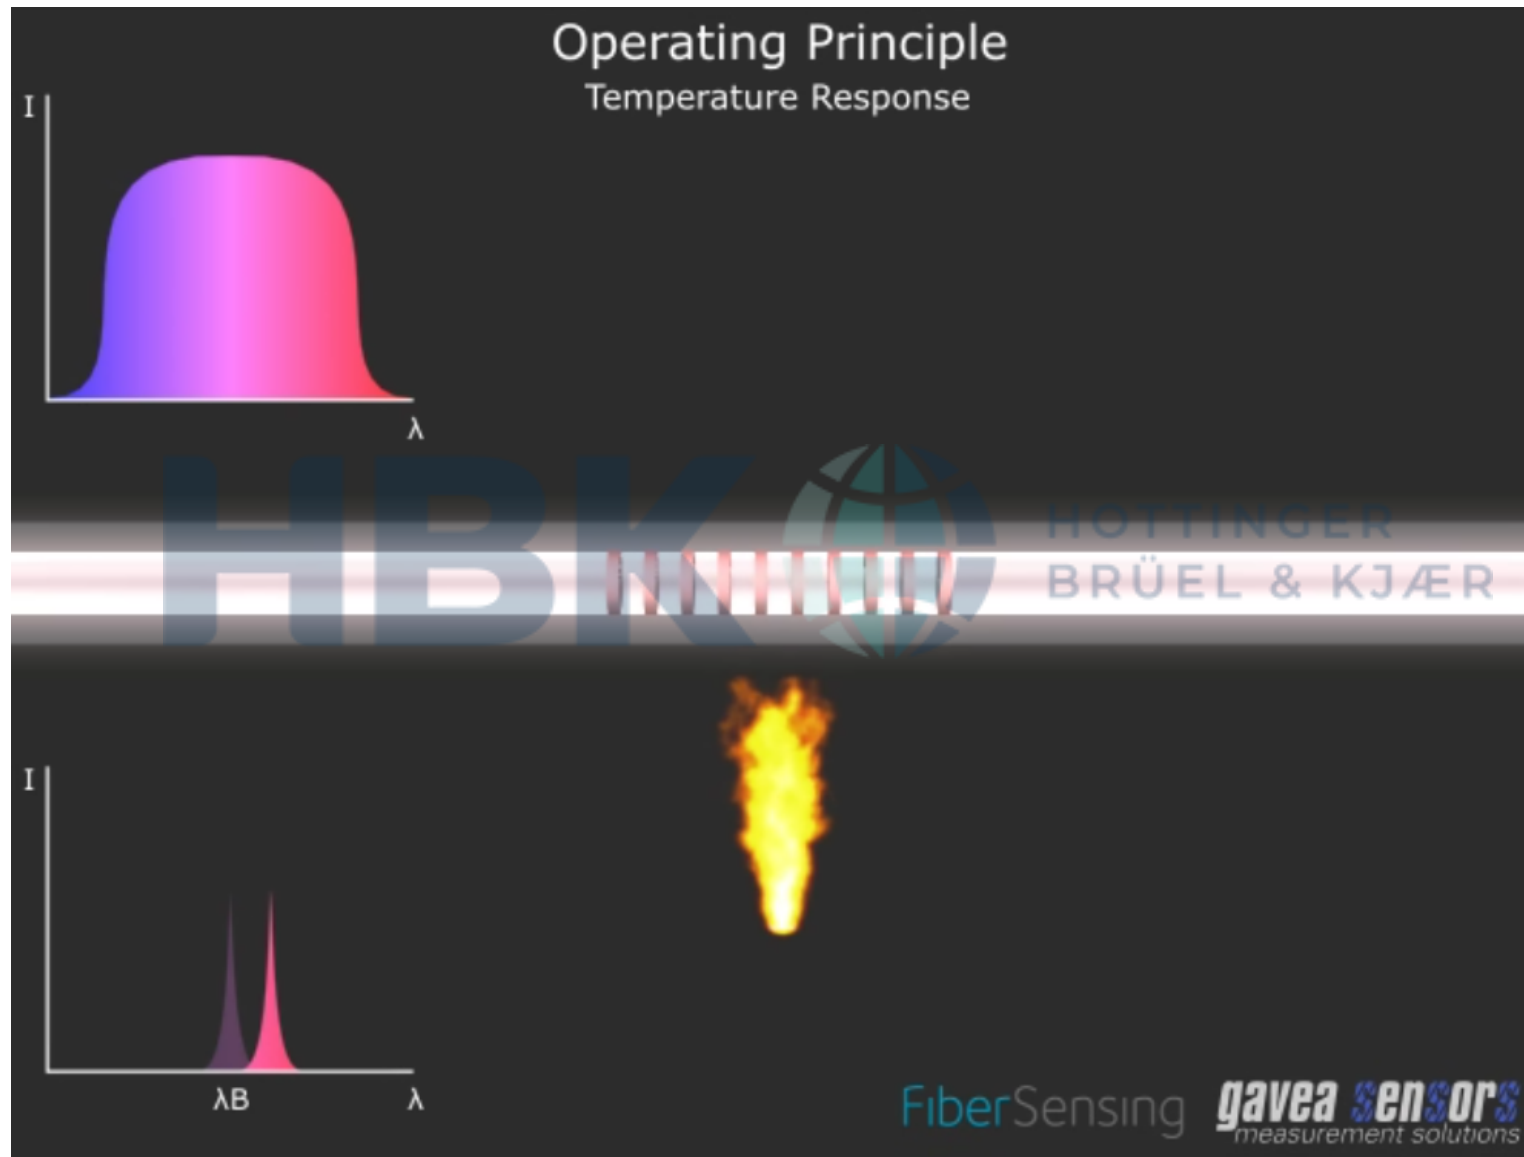 Operating Principle
Temperature Response
I
λ
HBK HOTTINGER
BRÜEL & KJÆR
I
λB λ
FiberSensing
gavea sensors
measurement solutions